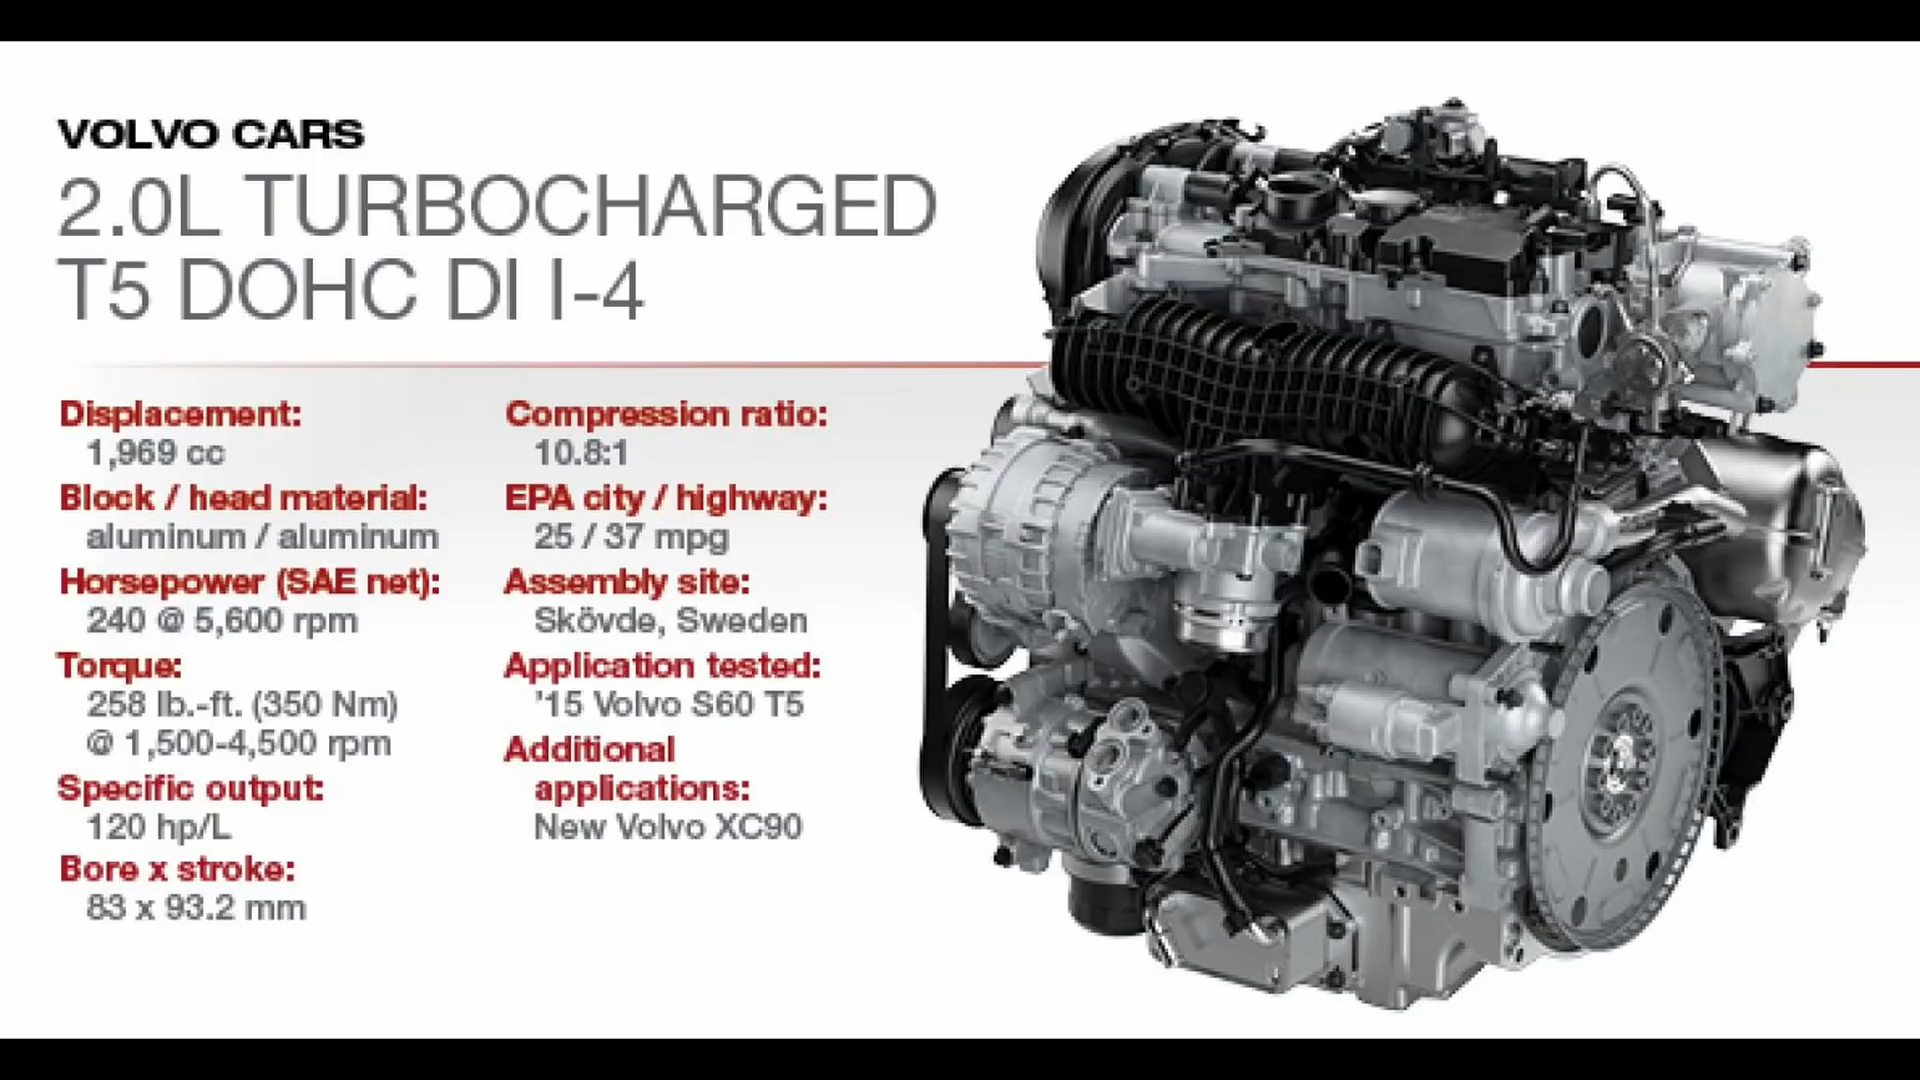 VOLVO CARS
2.0L TURBOCHARGED
T5 DOHC DI I-4
Displacement:
1,969 cc
Block / head material:
aluminum / aluminum
Horsepower (SAE net):
240 @ 5,600 rpm
Torque:
258 lb.-ft. (350 Nm)
@ 1,500-4,500 rpm
Specific output:
120 hp/L
Bore x stroke:
83 x 93.2 mm
Compression ratio:
10.8:1
EPA city / highway:
25 / 37 mpg
Assembly site:
Skövde, Sweden
Application tested:
'15 Volvo S60 T5
Additional
applications:
New Volvo XC90